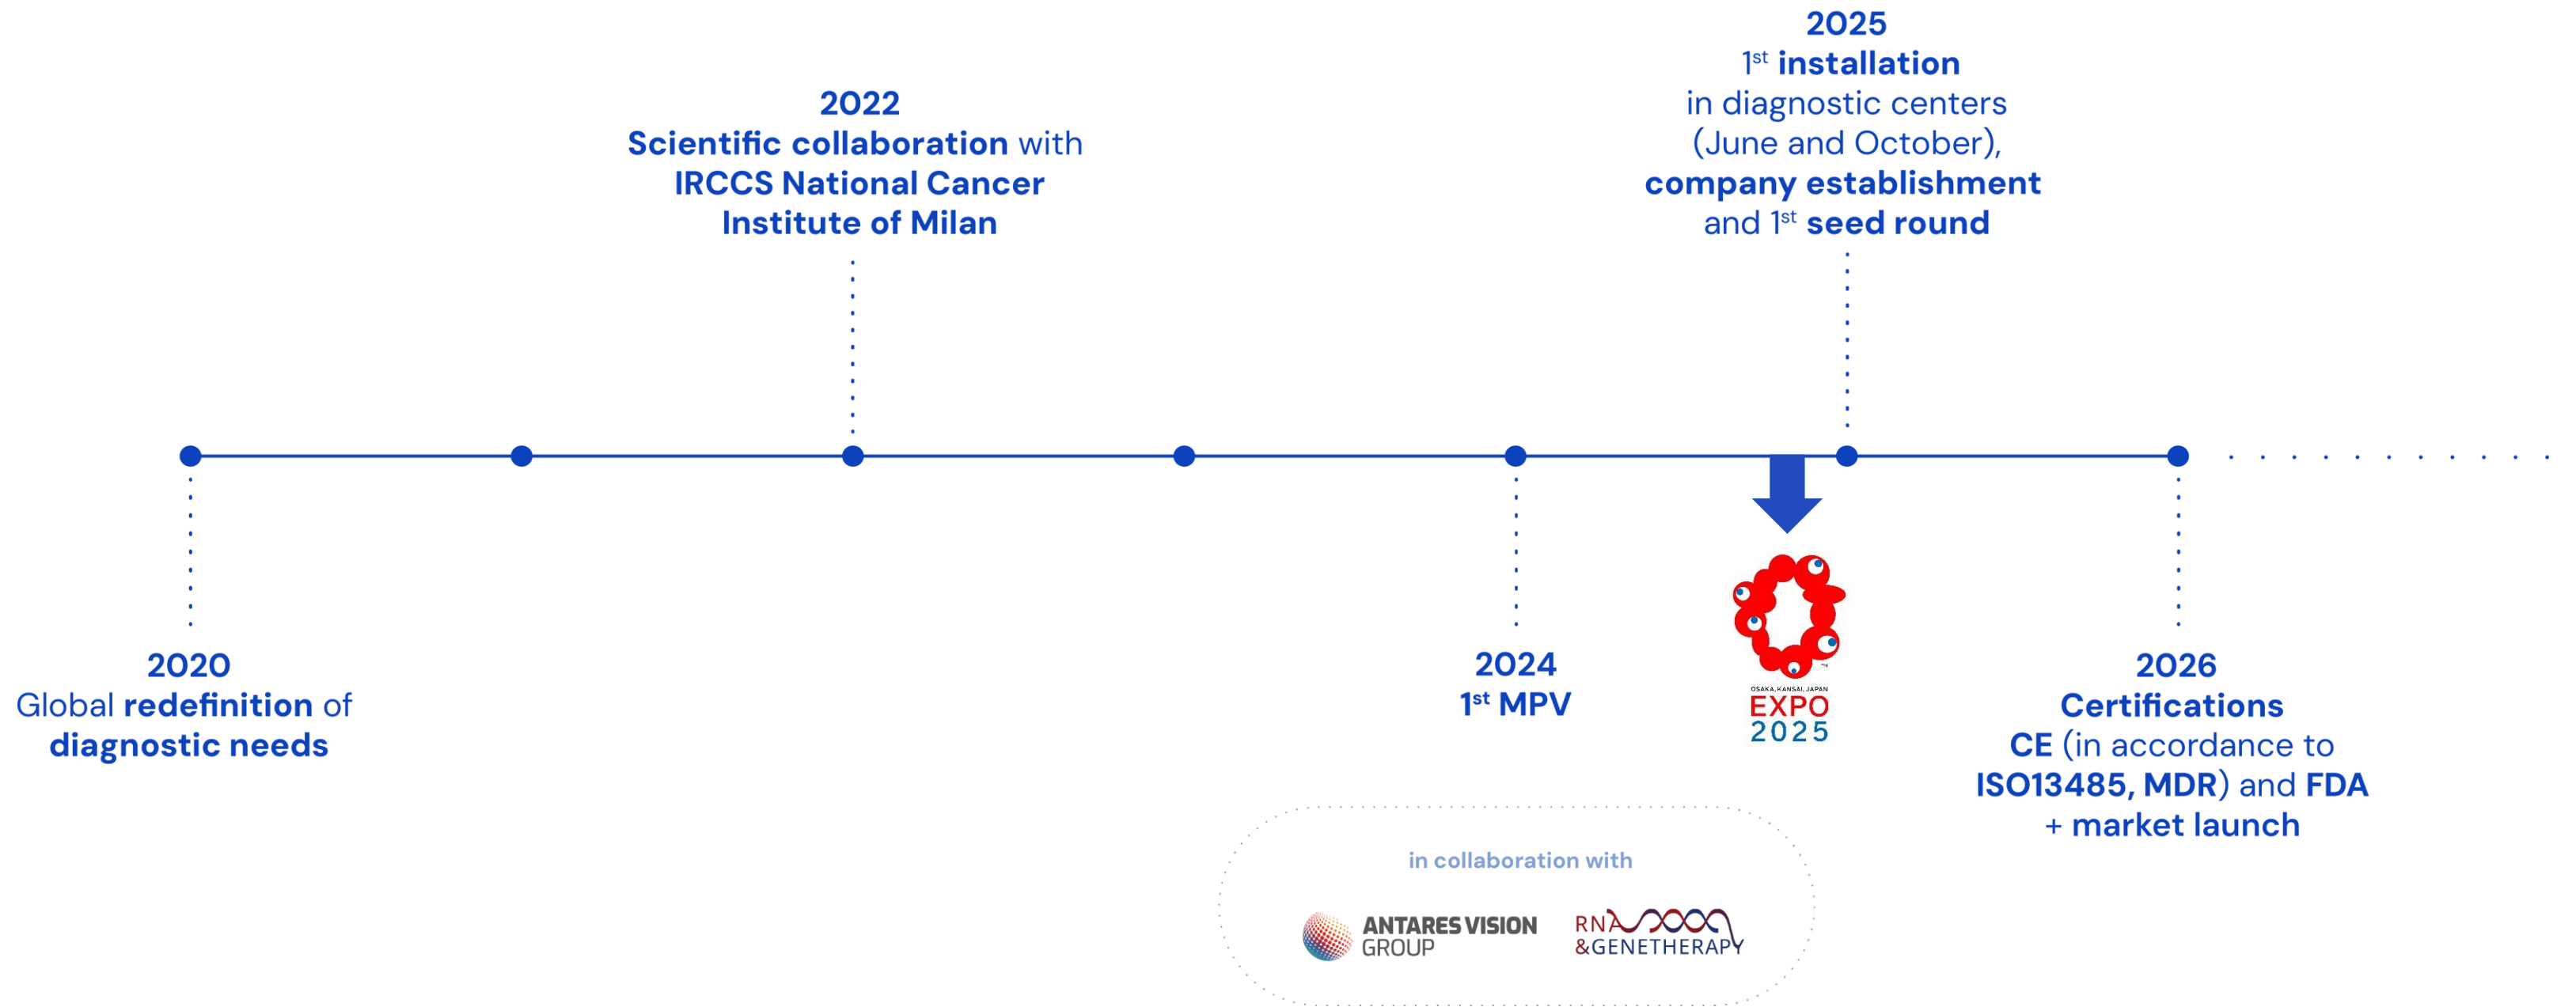 2020
Global redefinition of
diagnostic needs
2022
Scientific collaboration with
IRCCS National Cancer
Institute of Milan
2024
1st MPV
2025
1st installation
in diagnostic centers
(June and October),
company establishment
and 1st seed round
OSAKA, KANSAI, JAPAN
EXPO
2025
2026
Certifications
CE (in accordance to
ISO13485, MDR) and FDA
+ market launch
in collaboration with
ANTARES VISION
GROUP
RNA
&GENETHERAPY